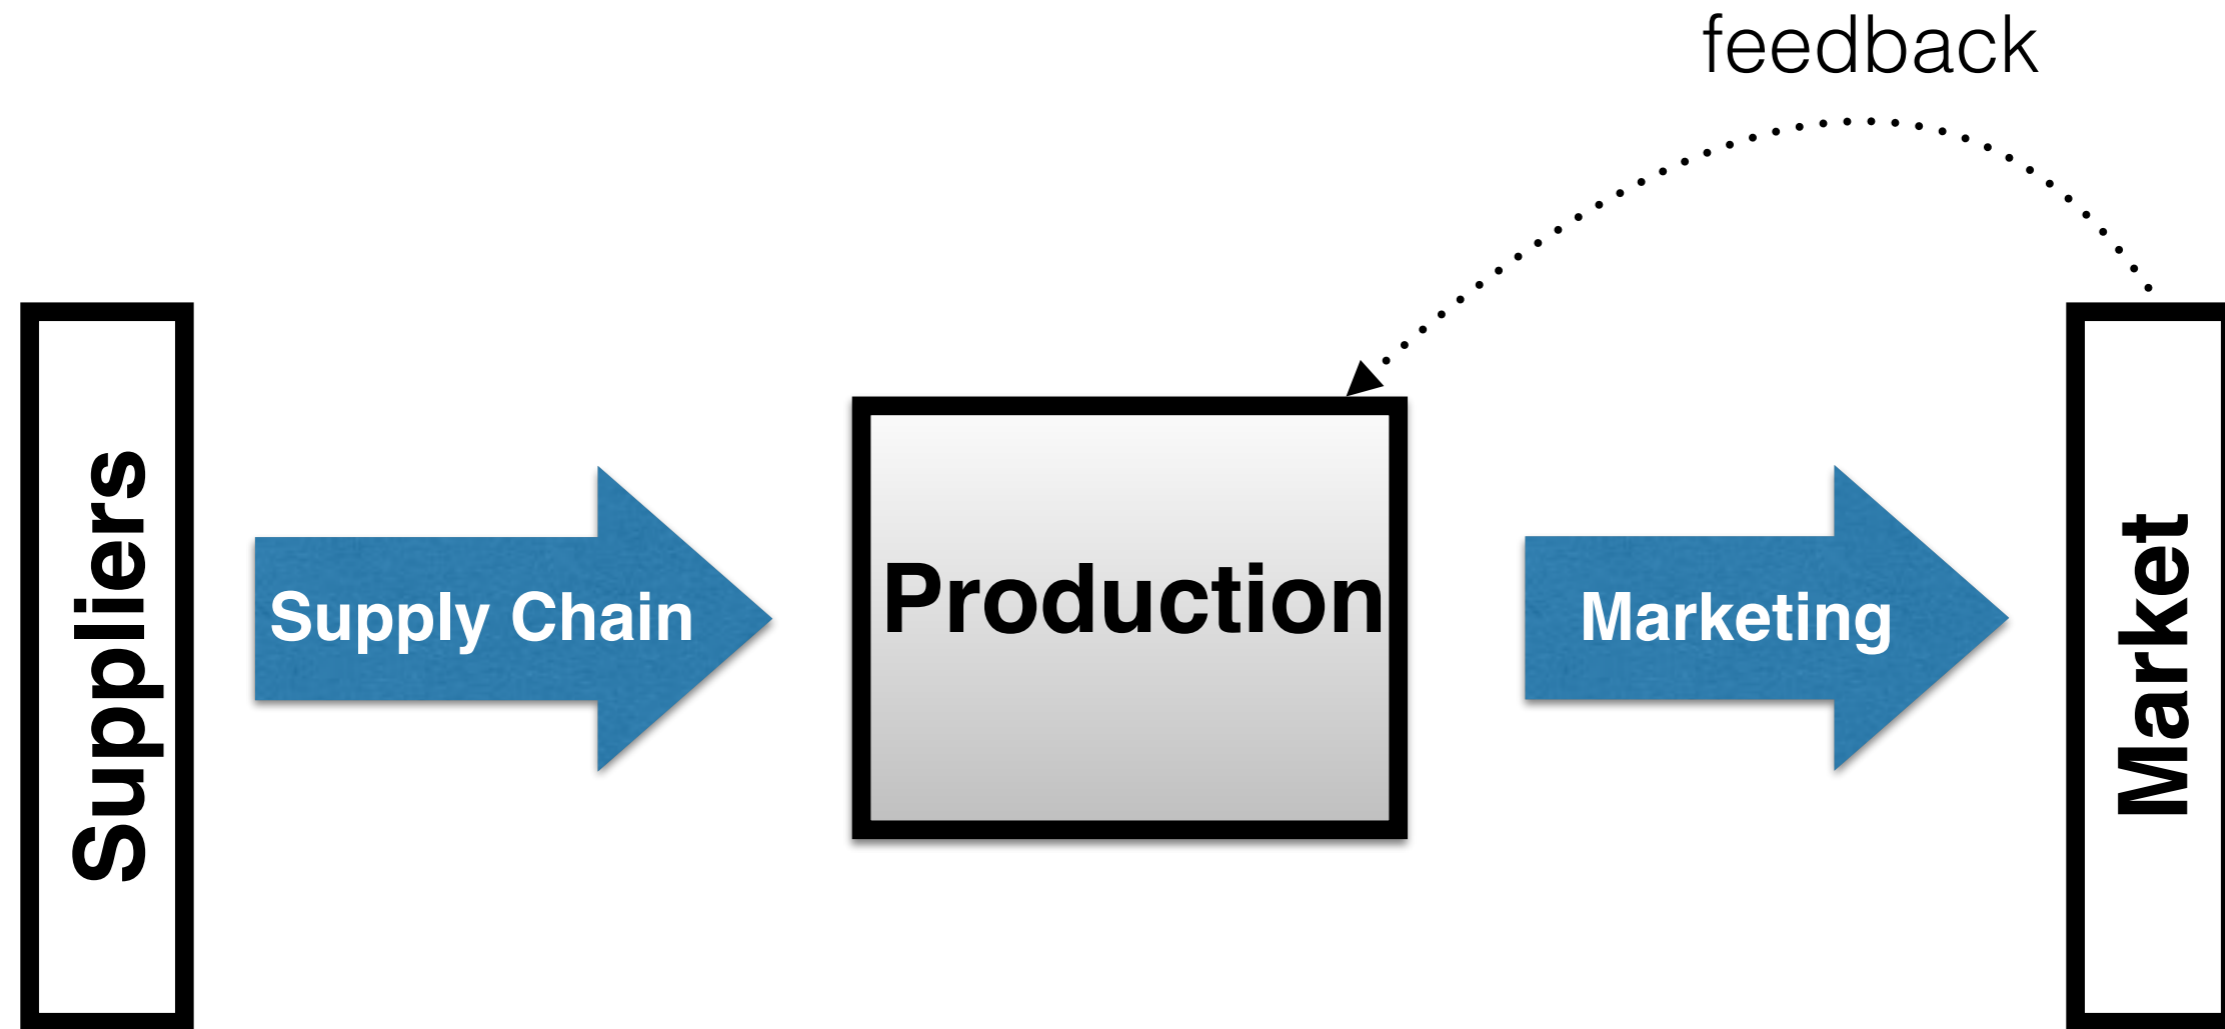 feedback
Suppliers
Supply Chain
Production
Marketing
Market